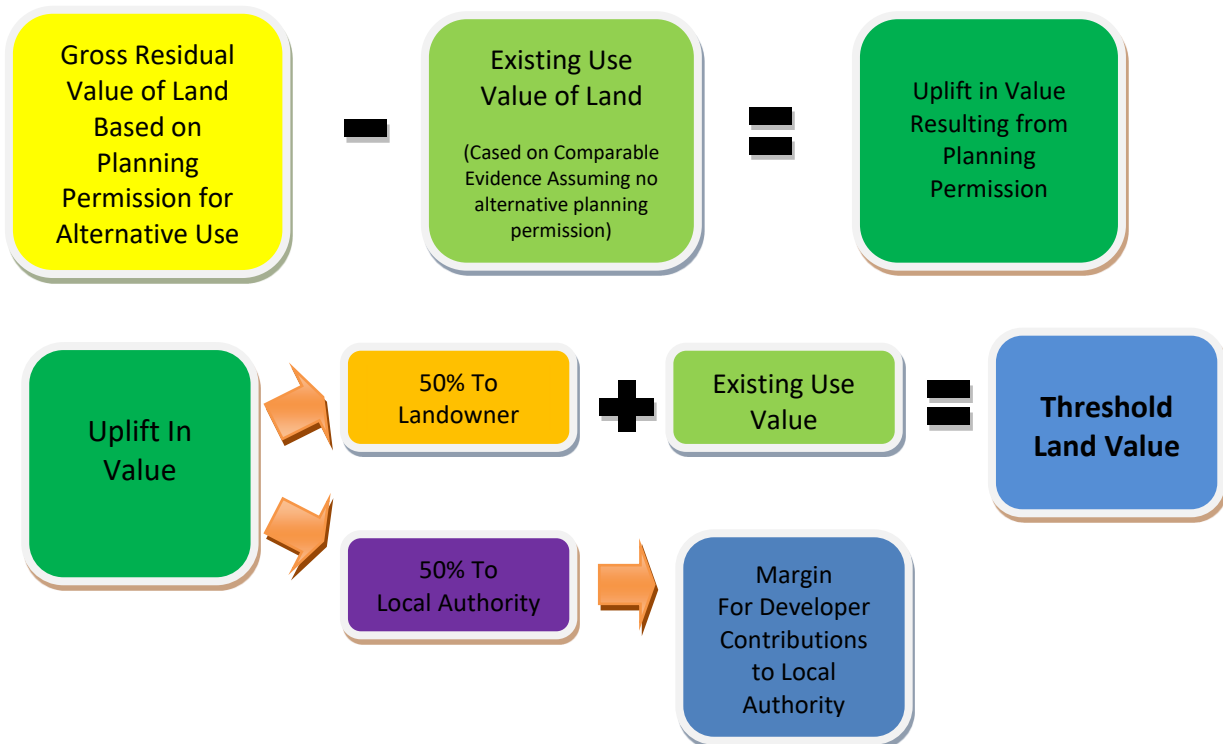 Gross Residual
Value of Land
Based on
Planning
Permission for
Alternative Use
Existing Use
Value of Land
(Cased on Comparable
Evidence Assuming no
alternative planning
permission)
Uplift in Value
Resulting from
Planning
Permission
Uplift In
Value
50% To
Landowner
Existing Use
Value
Threshold
Land Value
50% To
Local Authority
Margin
For Developer
Contributions
to Local
Authority